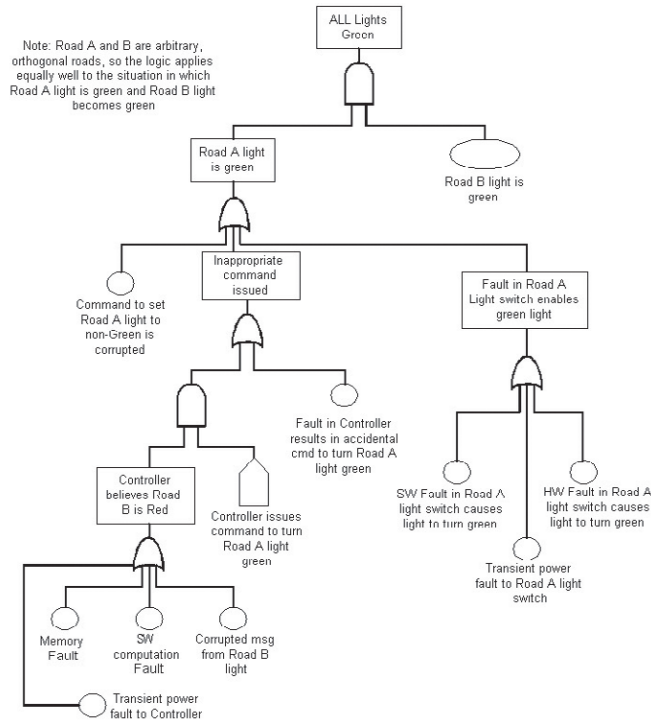 ALL Lights
Green
Note: Road A and B are arbitrary,
orthogonal roads, so the logic applies
equally well to the situation in which
Road A light is green and Road B light
becomes green
Road A light
is green
Road B light is
green
Command to set
Road A light to
non-Green is
corrupted
Inappropriate
command
issued
Fault in Road A
Light switch enables
green light
Fault in Controller
results in accidental
cmd to turn Road A
light green
Controller
believes Road
B is Red
Controller issues
command to turn
Road A light
green
SW Fault in Road A
light switch causes
light to turn green
HW Fault in Road A
light switch causes
light to turn green
Transient power
fault to Road A light
switch
Memory
Fault
SW
computation
Fault
Corrupted msg
from Road B
light
Transient power
fault to Controller